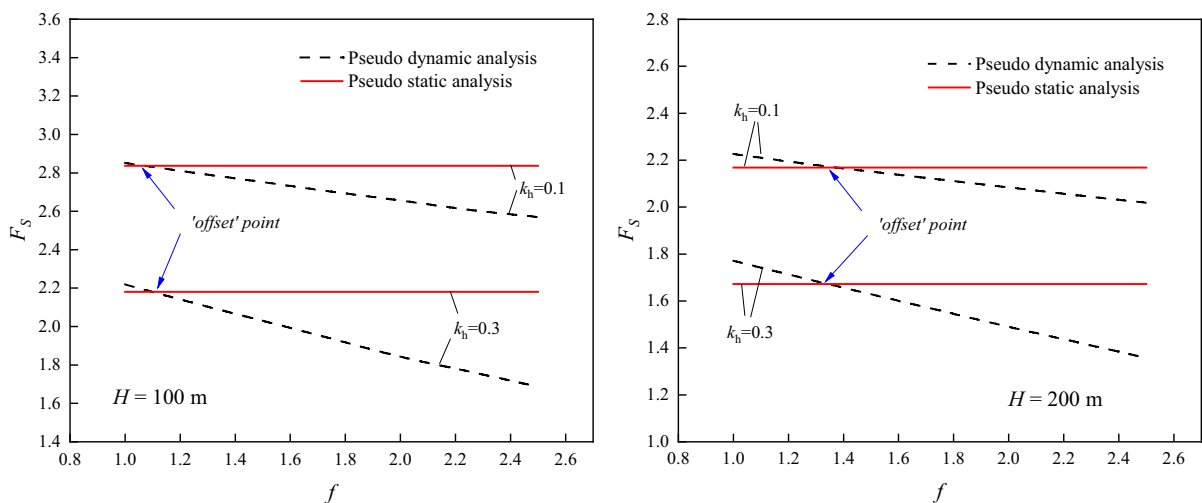 3.6
3.4
3.2
3.0
2.8
2.6
2.4
2.2
2.0
1.8
1.6
1.4
F_S
Pseudo dynamic analysis
Pseudo static analysis
k_h=0.1
'offset' point
k_h=0.3
H = 100 m
0.8 1.0 1.2 1.4 1.6 1.8 2.0 2.2 2.4 2.6
f
2.8
2.6
2.4
2.2
2.0
1.8
1.6
1.4
1.2
1.0
F_S
Pseudo dynamic analysis
Pseudo static analysis
k_h=0.1
'offset' point
k_h=0.3
H = 200 m
0.8 1.0 1.2 1.4 1.6 1.8 2.0 2.2 2.4 2.6
f